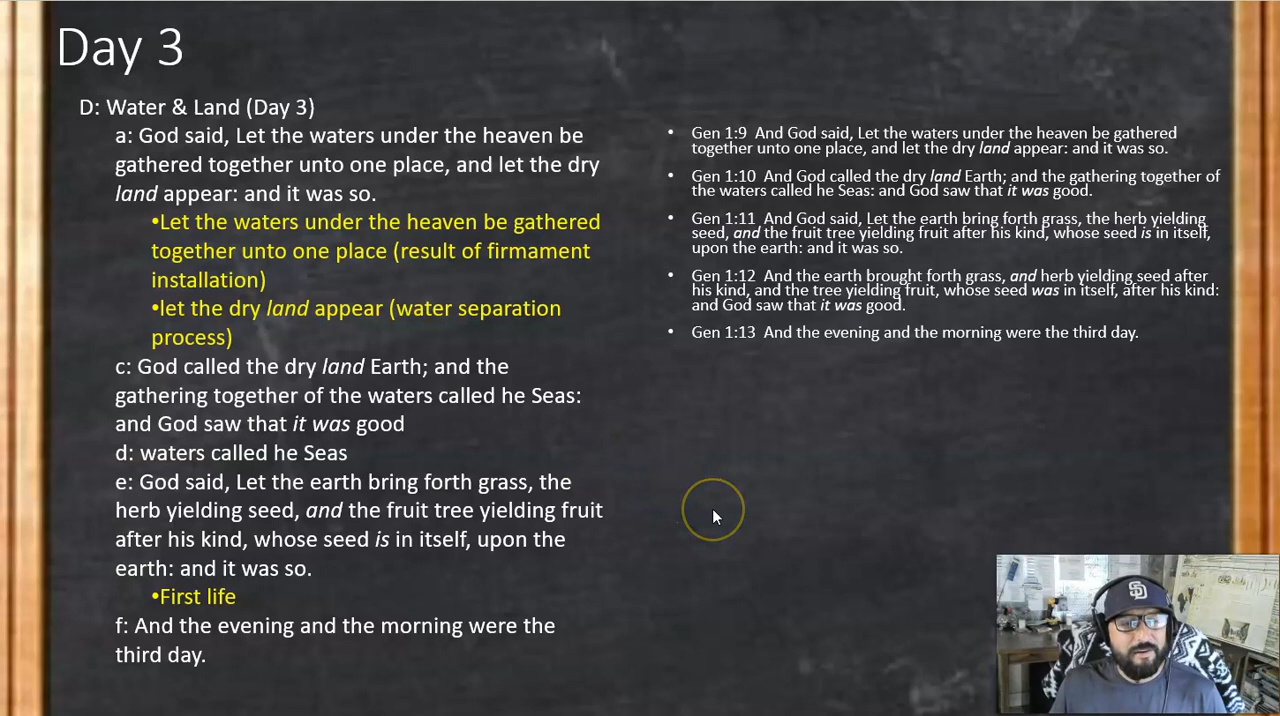 Day 3
D: Water & Land (Day 3)
a: God said, Let the waters under the heaven be
gathered together unto one place, and let the dry
land appear: and it was so.
•Let the waters under the heaven be gathered
together unto one place (result of firmament
installation)
•let the dry land appear (water separation
process)
c: God called the dry land Earth; and the
gathering together of the waters called he Seas:
and God saw that it was good
d: waters called he Seas
e: God said, Let the earth bring forth grass, the
herb yielding seed, and the fruit tree yielding fruit
after his kind, whose seed is in itself, upon the
earth: and it was so.
•First life
f: And the evening and the morning were the
third day.
• Gen 1:9 And God said, Let the waters under the heaven be gathered
together unto one place, and let the dry land appear: and it was so.
• Gen 1:10 And God called the dry land Earth; and the gathering together of
the waters called he Seas: and God saw that it was good.
• Gen 1:11 And God said, Let the earth bring forth grass, the herb yielding
seed, and the fruit tree yielding fruit after his kind, whose seed is in itself,
upon the earth: and it was so.
• Gen 1:12 And the earth brought forth grass, and herb yielding seed after
his kind, and the tree yielding fruit, whose seed was in itself, after his kind:
and God saw that it was good.
• Gen 1:13 And the evening and the morning were the third day.
SD